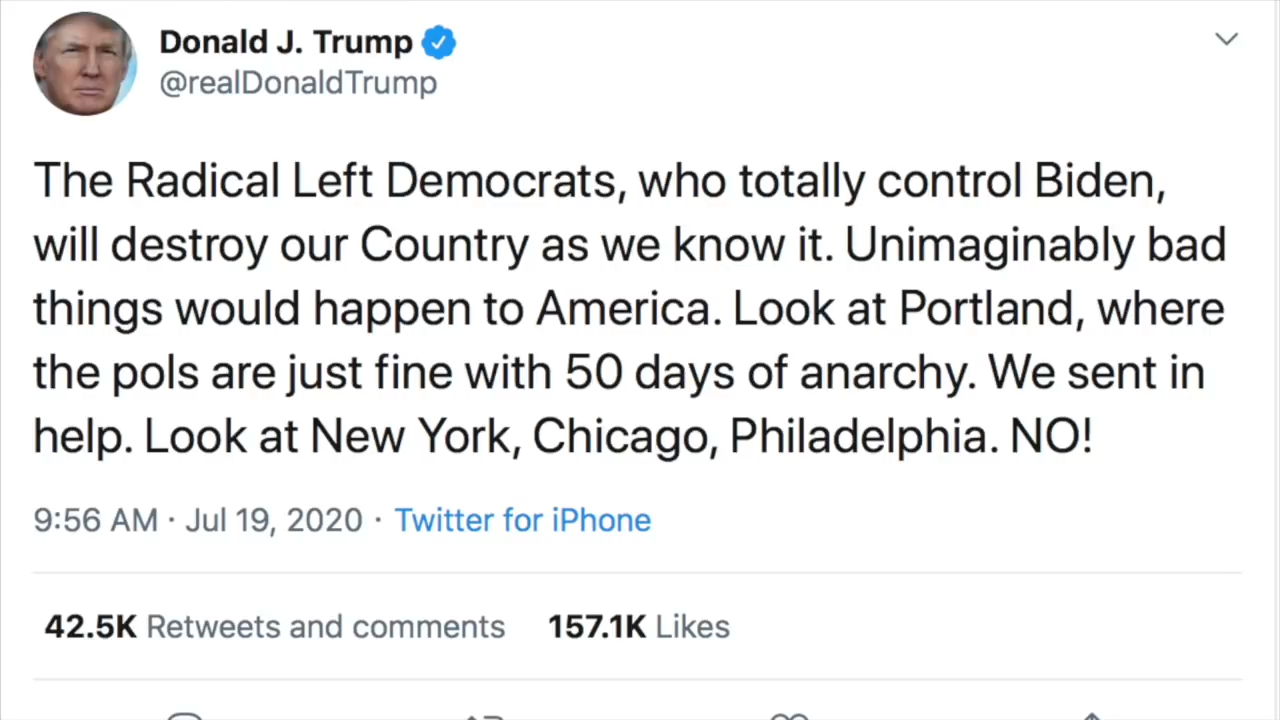 Donald J. Trump
@realDonaldTrump
The Radical Left Democrats, who totally control Biden,
will destroy our Country as we know it. Unimaginably bad
things would happen to America. Look at Portland, where
the pols are just fine with 50 days of anarchy. We sent in
help. Look at New York, Chicago, Philadelphia. NO!
9:56 AM · Jul 19, 2020 · Twitter for iPhone
42.5K Retweets and comments 157.1K Likes